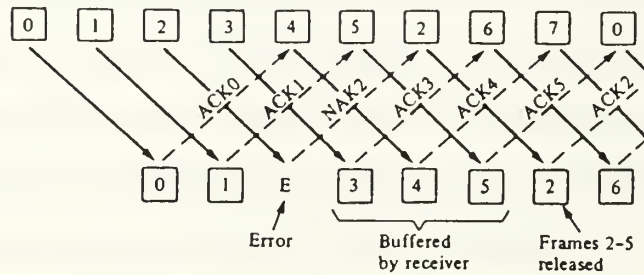 0 1 2 3 4 5 2 6 7 0
ACK0 ACK1 NAK2 ACK3 ACK4 ACK5 ACK2
0 1 E 3 4 5 2 6
Error
Buffered
by receiver
Frames 2-5
released